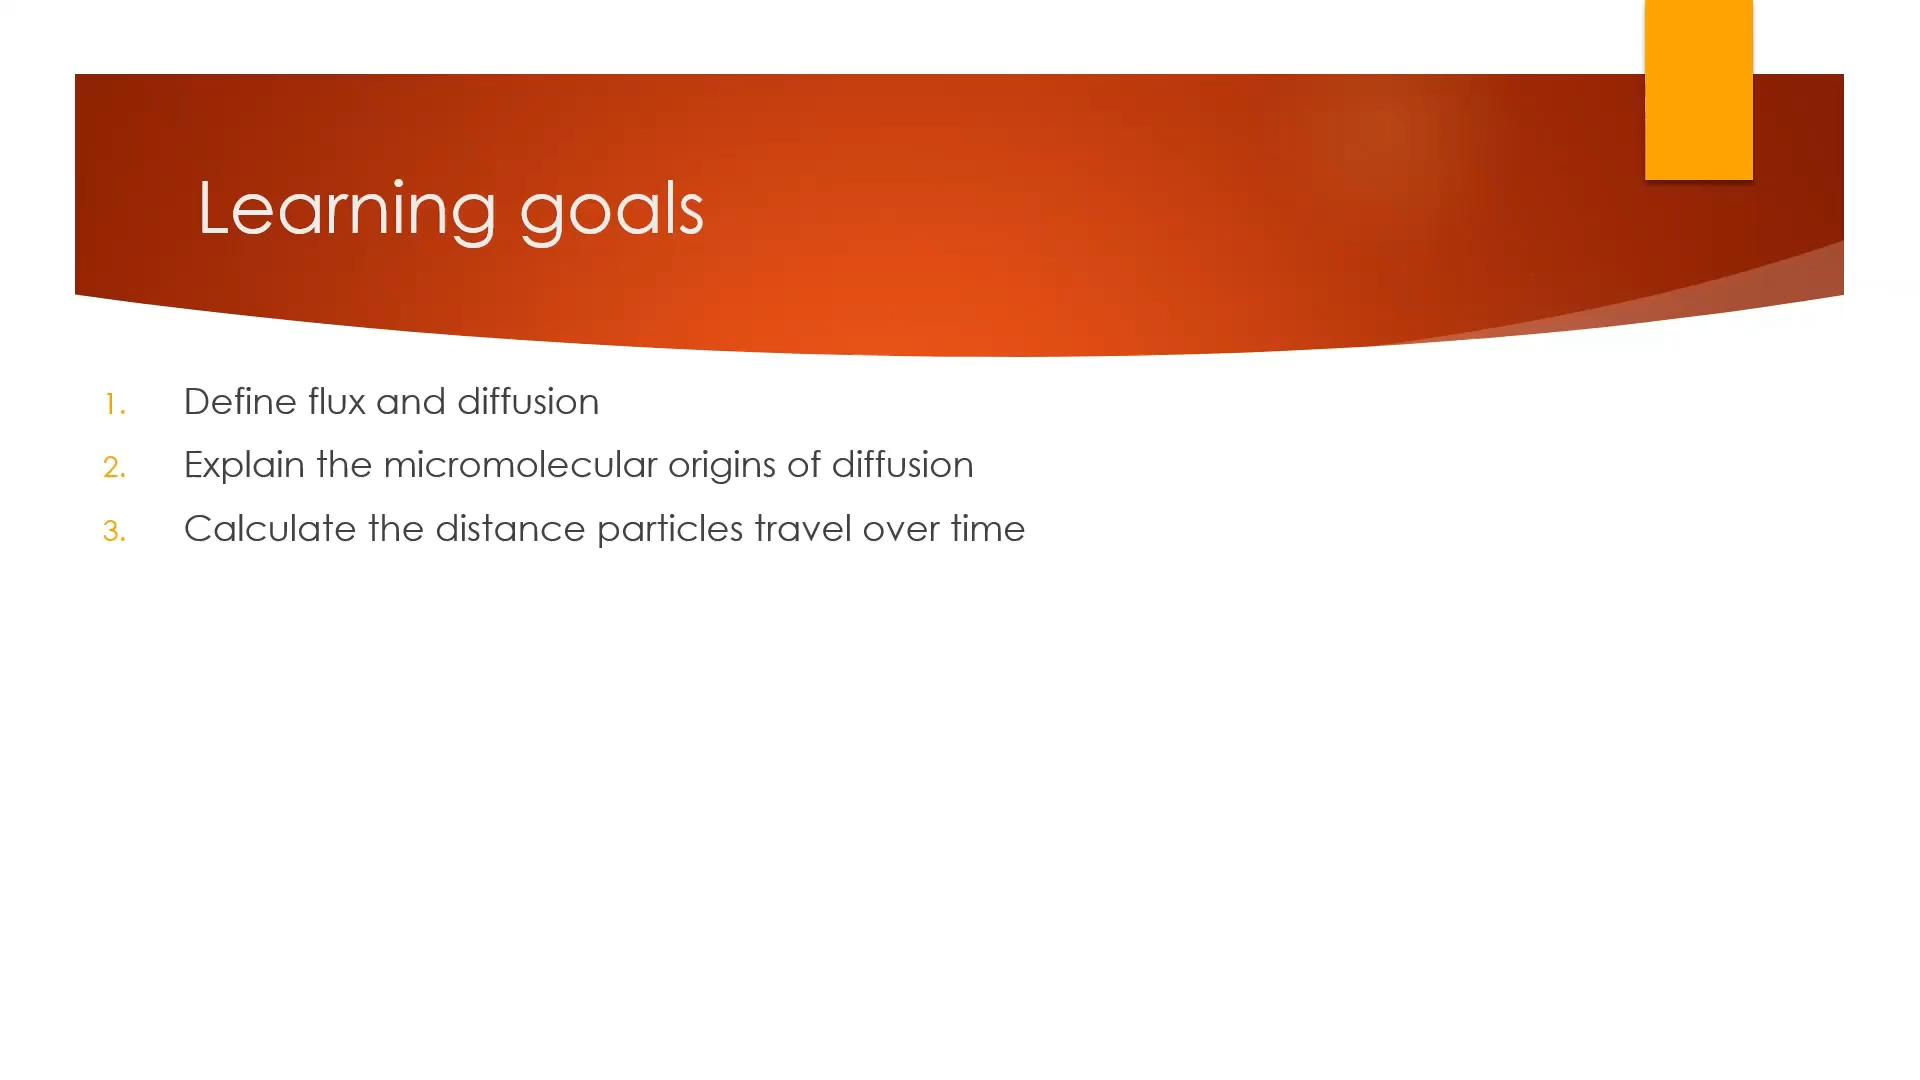 Learning goals
1. Define flux and diffusion
2. Explain the micromolecular origins of diffusion
3. Calculate the distance particles travel over time